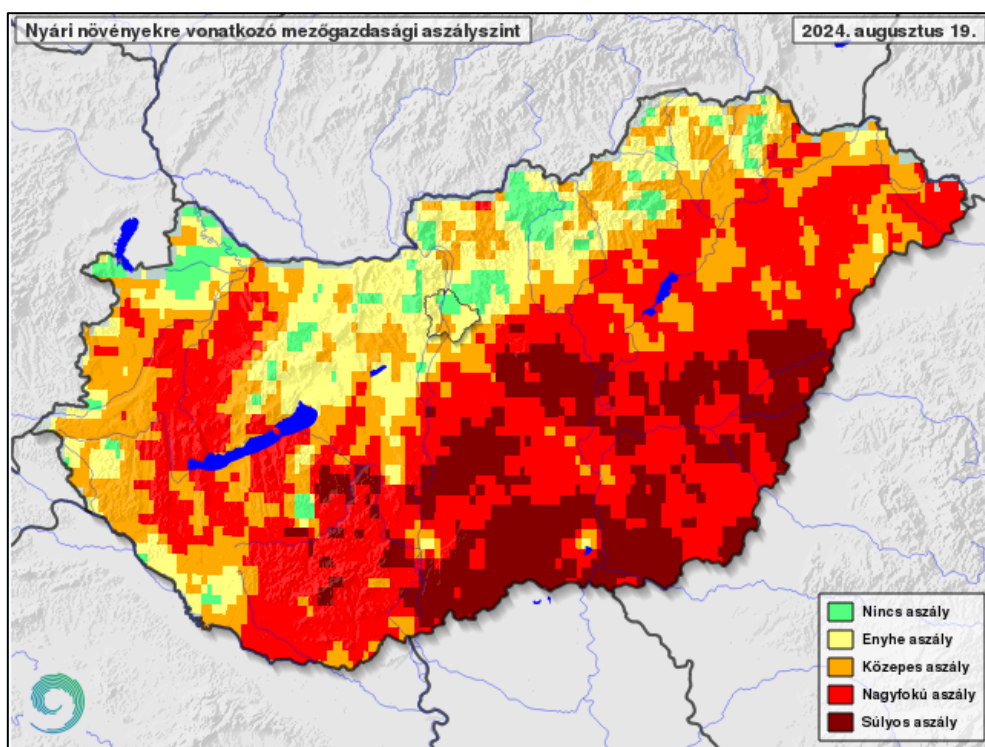 Nyári növényekre vonatkozó mezőgazdasági aszályszint
2024. augusztus 19.
Nincs aszály
Enyhe aszály
Közepes aszály
Nagyfokú aszály
Súlyos aszály